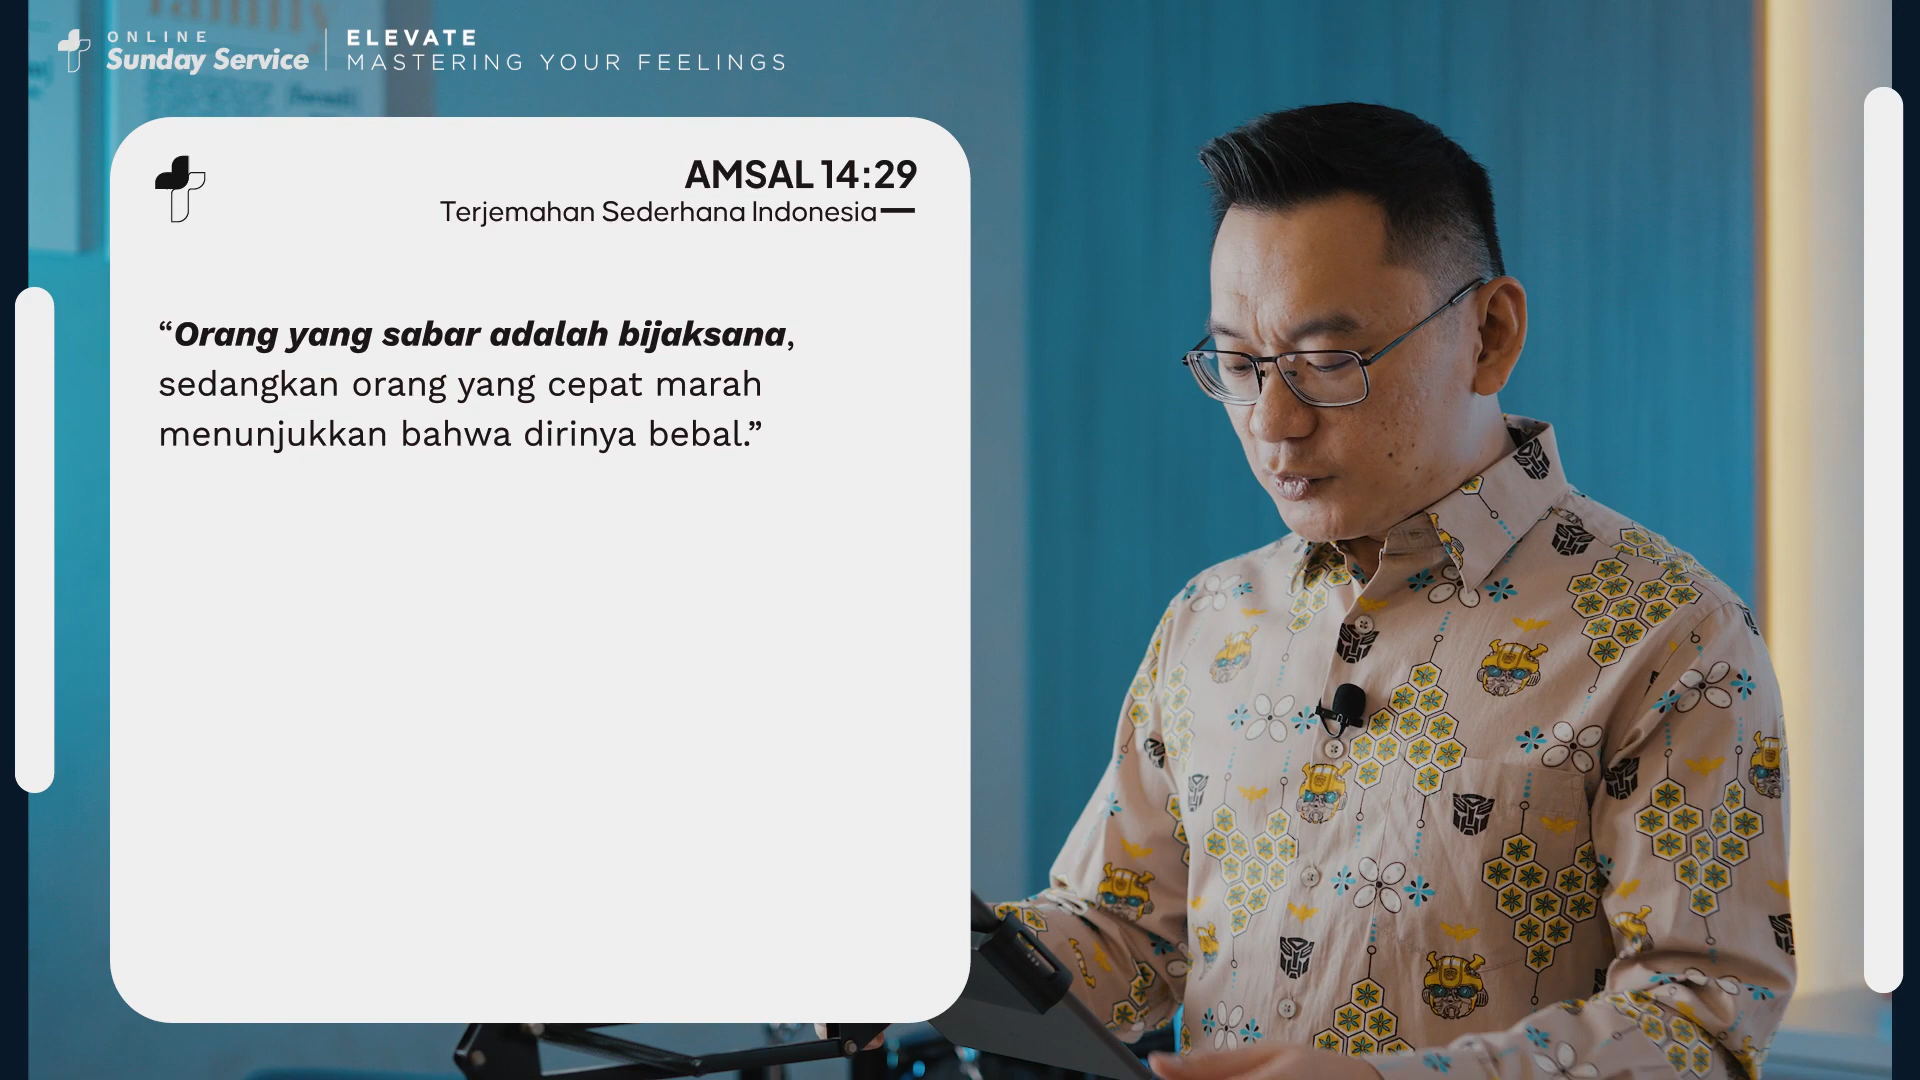 ONLINE
Sunday Service
ELEVATE
MASTERING YOUR FEELINGS
AMSAL 14:29
Terjemahan Sederhana Indonesia—
“Orang yang sabar adalah bijaksana,
sedangkan orang yang cepat marah
menunjukkan bahwa dirinya bebal.”